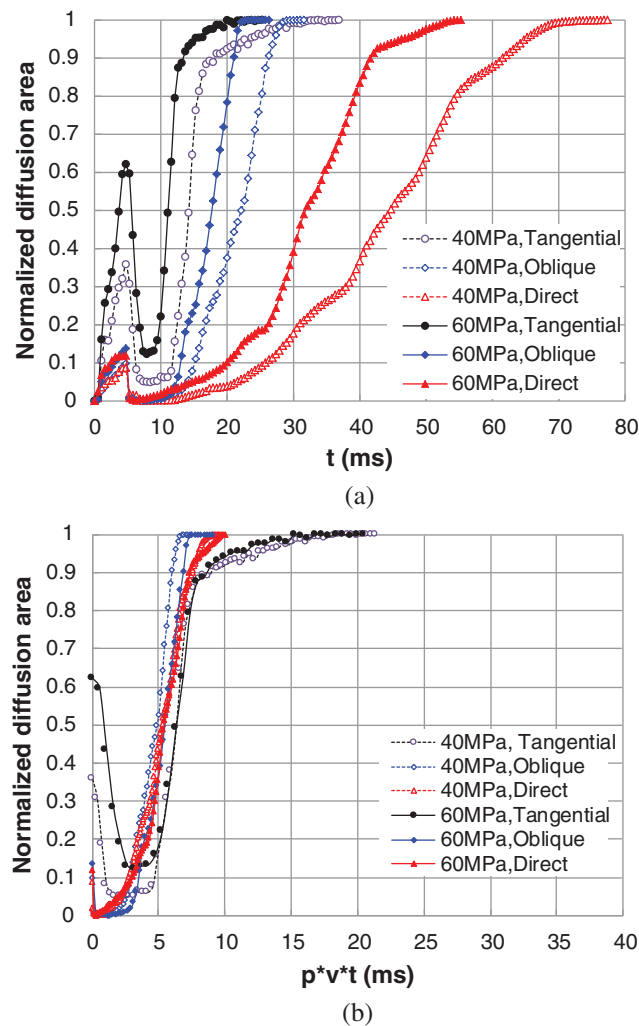 1
0.9
0.8
0.7
0.6
0.5
0.4
0.3
0.2
0.1
0
Normalized diffusion area
40MPa,Tangential
40MPa,Oblique
40MPa,Direct
60MPa,Tangential
60MPa,Oblique
60MPa,Direct
0 10 20 30 40 50 60 70 80
t (ms)
(a)
1
0.9
0.8
0.7
0.6
0.5
0.4
0.3
0.2
0.1
0
Normalized diffusion area
40MPa, Tangential
40MPa,Oblique
40MPa,Direct
60MPa,Tangential
60MPa,Oblique
60MPa,Direct
0 5 10 15 20 25 30 35 40
p*v*t (ms)
(b)